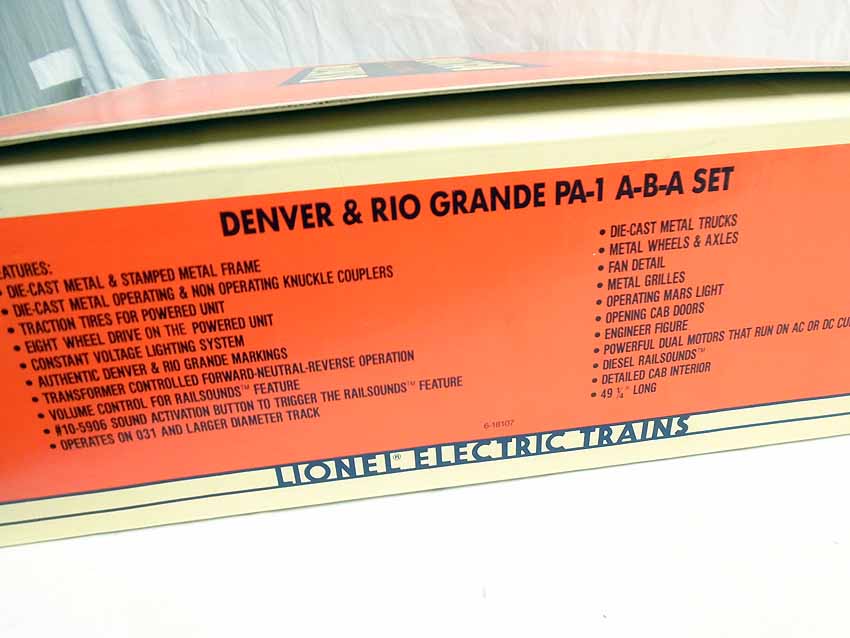 DENVER & RIO GRANDE PA-1 A-B-A SET
ATURES:
• DIE-CAST METAL & STAMPED METAL FRAME
• DIE-CAST METAL OPERATING & NON OPERATING KNUCKLE COUPLERS
• TRACTION TIRES FOR POWERED UNIT
• EIGHT WHEEL DRIVE ON THE POWERED UNIT
• CONSTANT VOLTAGE LIGHTING SYSTEM
• AUTHENTIC DENVER & RIO GRANDE MARKINGS
• TRANSFORMER CONTROLLED FORWARD-NEUTRAL-REVERSE OPERATION
• VOLUME CONTROL FOR RAILSOUNDS™ FEATURE
• #10-5906 SOUND ACTIVATION BUTTON TO TRIGGER THE RAILSOUNDS™ FEATURE
• OPERATES ON 031 AND LARGER DIAMETER TRACK
• DIE-CAST METAL TRUCKS
• METAL WHEELS & AXLES
• FAN DETAIL
• METAL GRILLES
• OPERATING MARS LIGHT
• OPENING CAB DOORS
• ENGINEER FIGURE
• POWERFUL DUAL MOTORS THAT RUN ON AC OR DC CU
• DIESEL RAILSOUNDS™
• DETAILED CAB INTERIOR
• 49 ¼" LONG
6-18107
LIONEL® ELECTRIC TRAINS